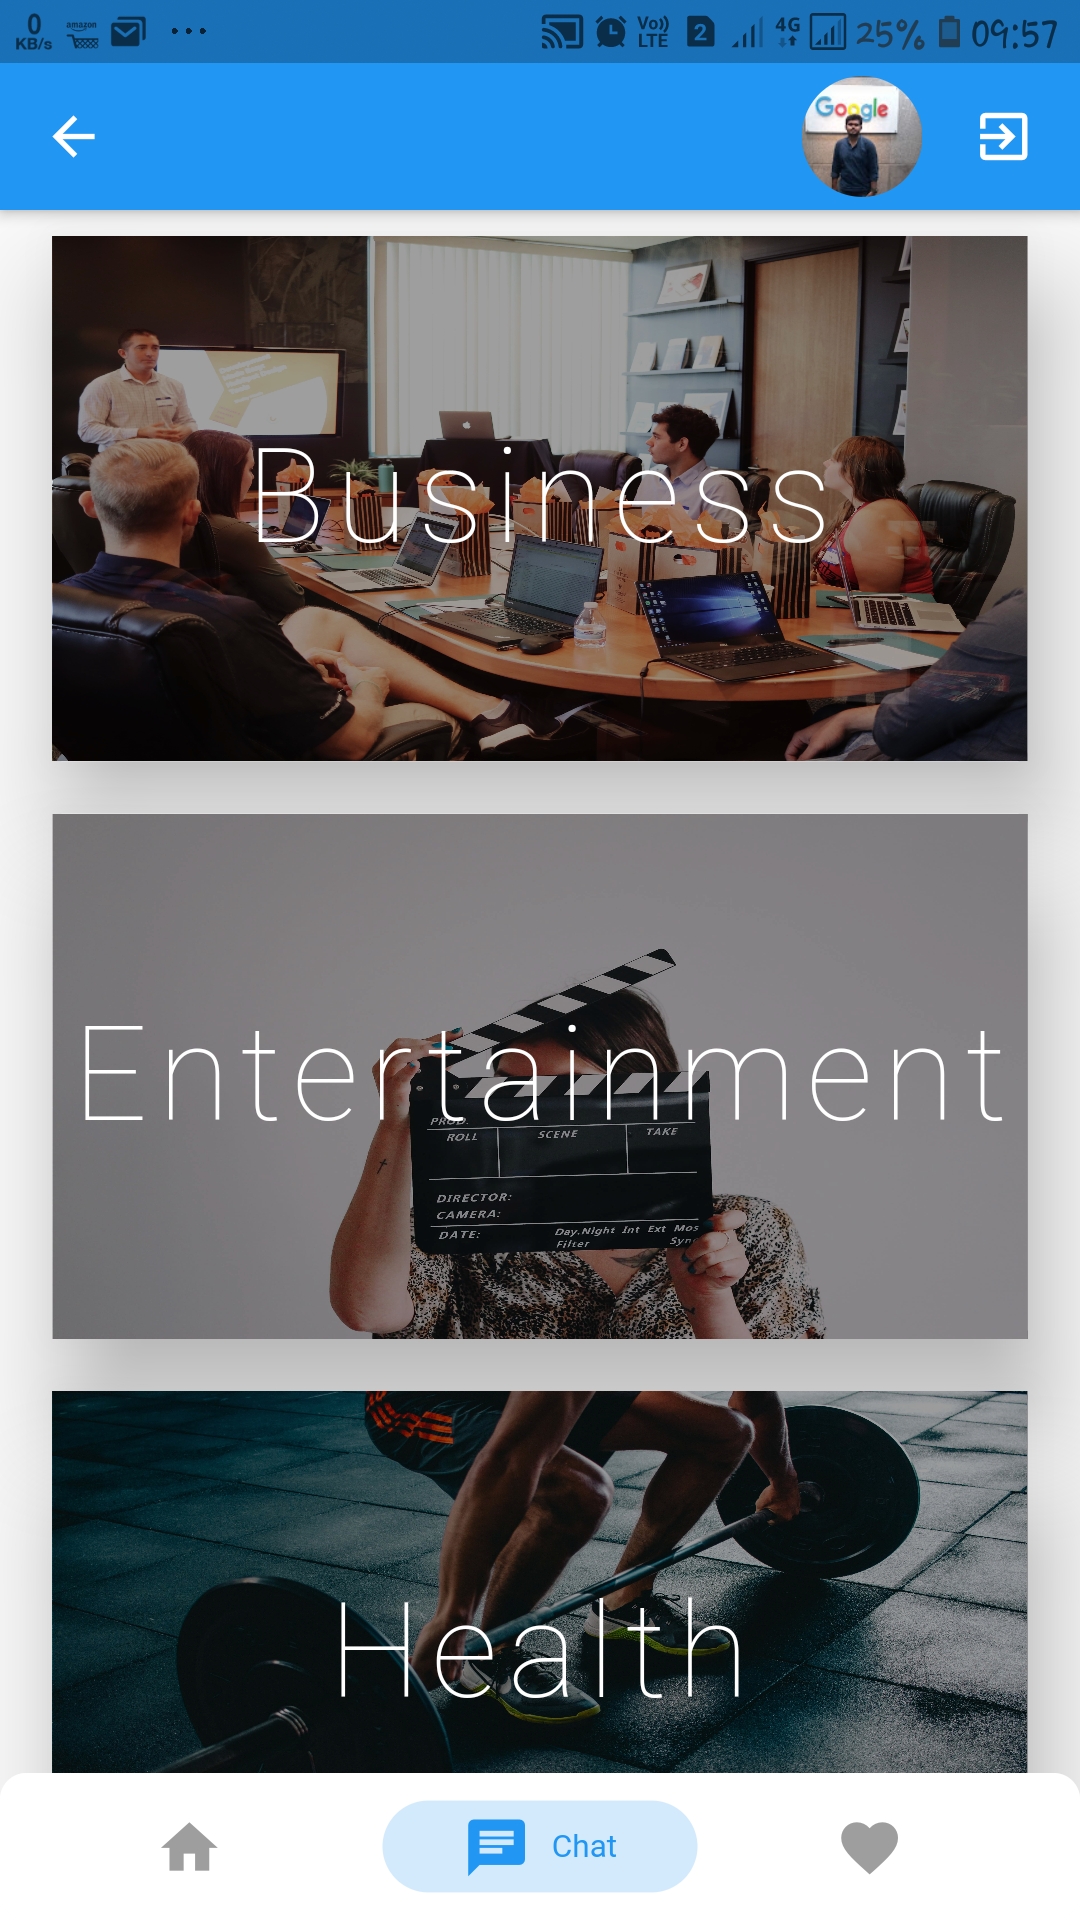 0
KB/s
amazon
Vo))
LTE
2
4G
25%
09:57
Google
Business
Entertainment
PROD.
ROLL
SCENE
TAKE
DIRECTOR:
CAMERA:
DATE:
Day.Night Int Ext Mos
Filter
Sync
Health
Chat